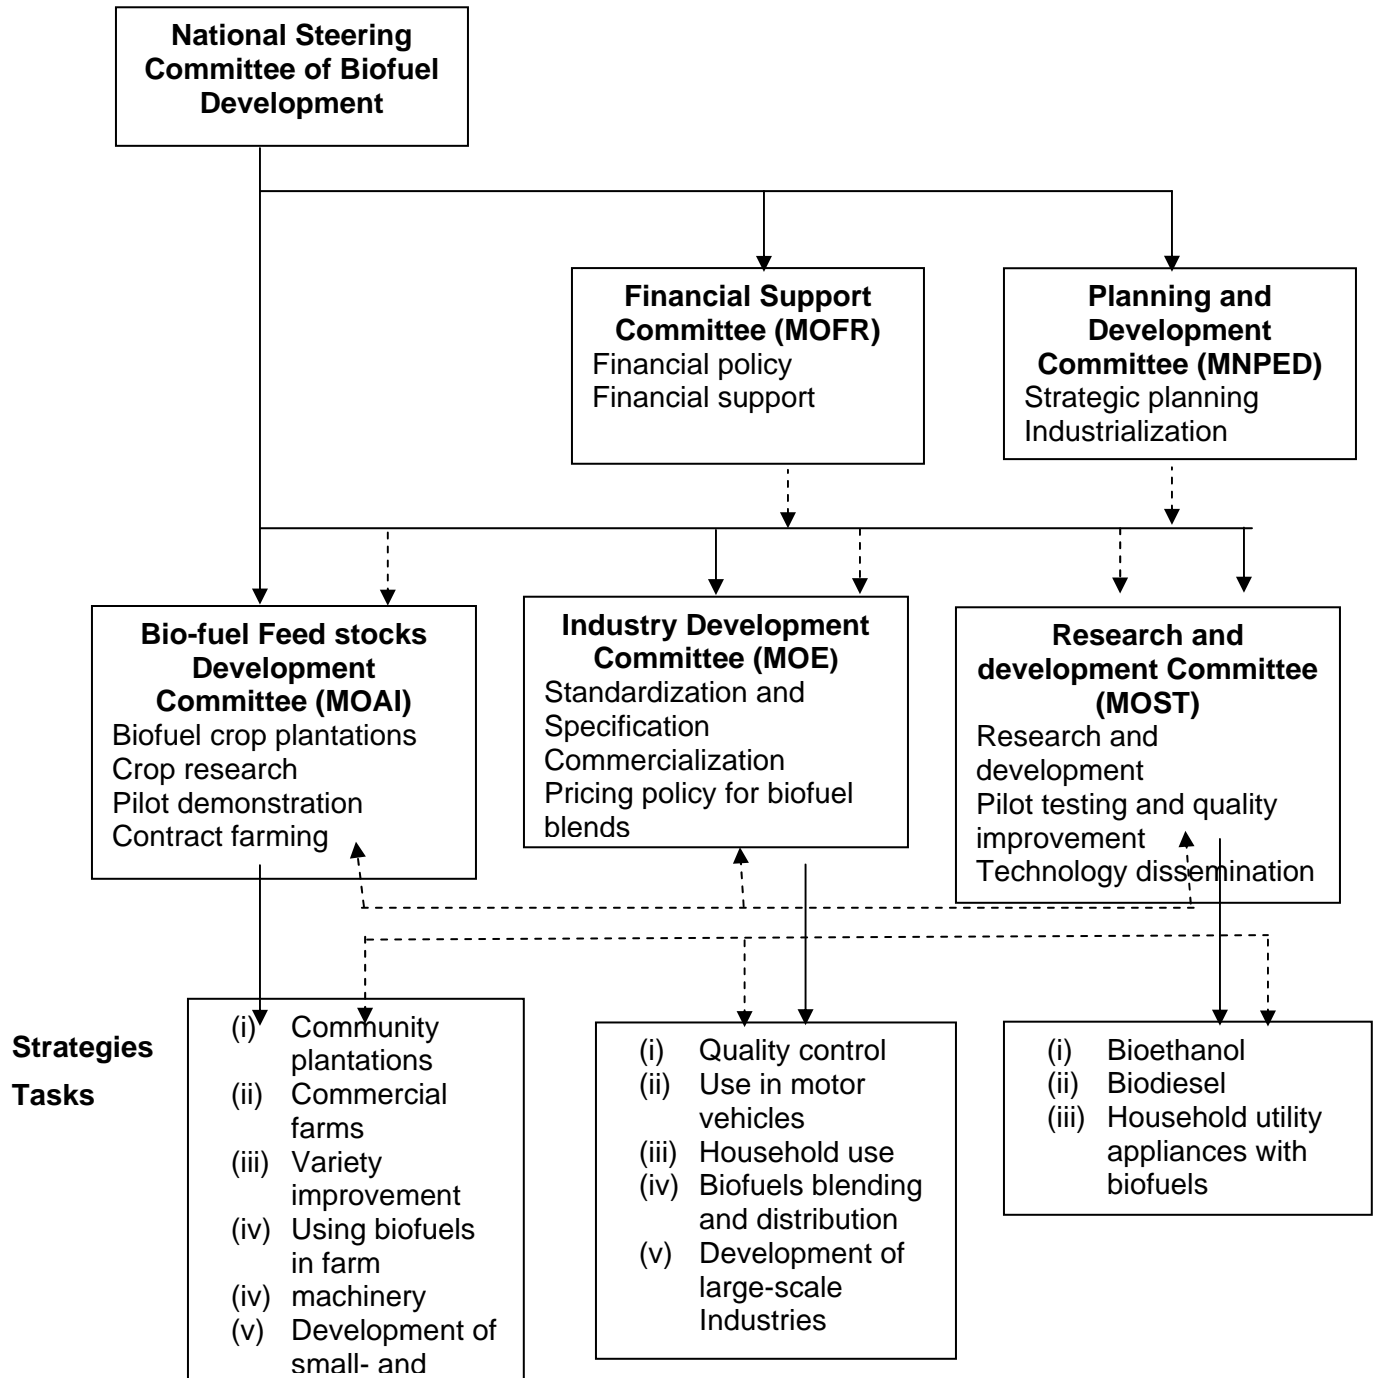 National Steering
Committee of Biofuel
Development
Financial Support
Committee (MOFR)
Financial policy
Financial support
Planning and
Development
Committee (MNPED)
Strategic planning
Industrialization
Bio-fuel Feed stocks
Development
Committee (MOAI)
Biofuel crop plantations
Crop research
Pilot demonstration
Contract farming
Industry Development
Committee (MOE)
Standardization and
Specification
Commercialization
Pricing policy for biofuel
blends
Research and
development Committee
(MOST)
Research and
development
Pilot testing and quality
improvement
Technology dissemination
Strategies
Tasks
(i) Community
plantations
(ii) Commercial
farms
(iii) Variety
improvement
(iv) Using biofuels
in farm
(iv) machinery
(v) Development of
small- and
(i) Quality control
(ii) Use in motor
vehicles
(iii) Household use
(iv) Biofuels blending
and distribution
(v) Development of
large-scale
Industries
(i) Bioethanol
(ii) Biodiesel
(iii) Household utility
appliances with
biofuels